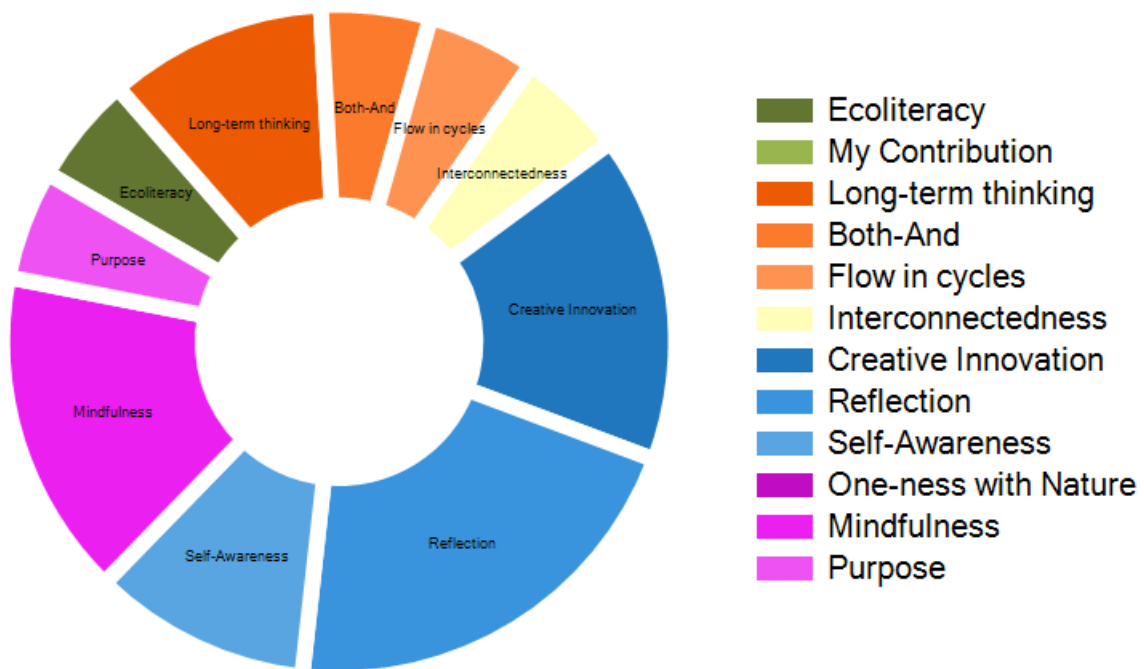 Both-And
Long-term thinking
Flow in cycles
Interconnectedness
Ecoliteracy
Purpose
Creative Innovation
Mindfulness
Reflection
Self-Awareness
Ecoliteracy
My Contribution
Long-term thinking
Both-And
Flow in cycles
Interconnectedness
Creative Innovation
Reflection
Self-Awareness
One-ness with Nature
Mindfulness
Purpose